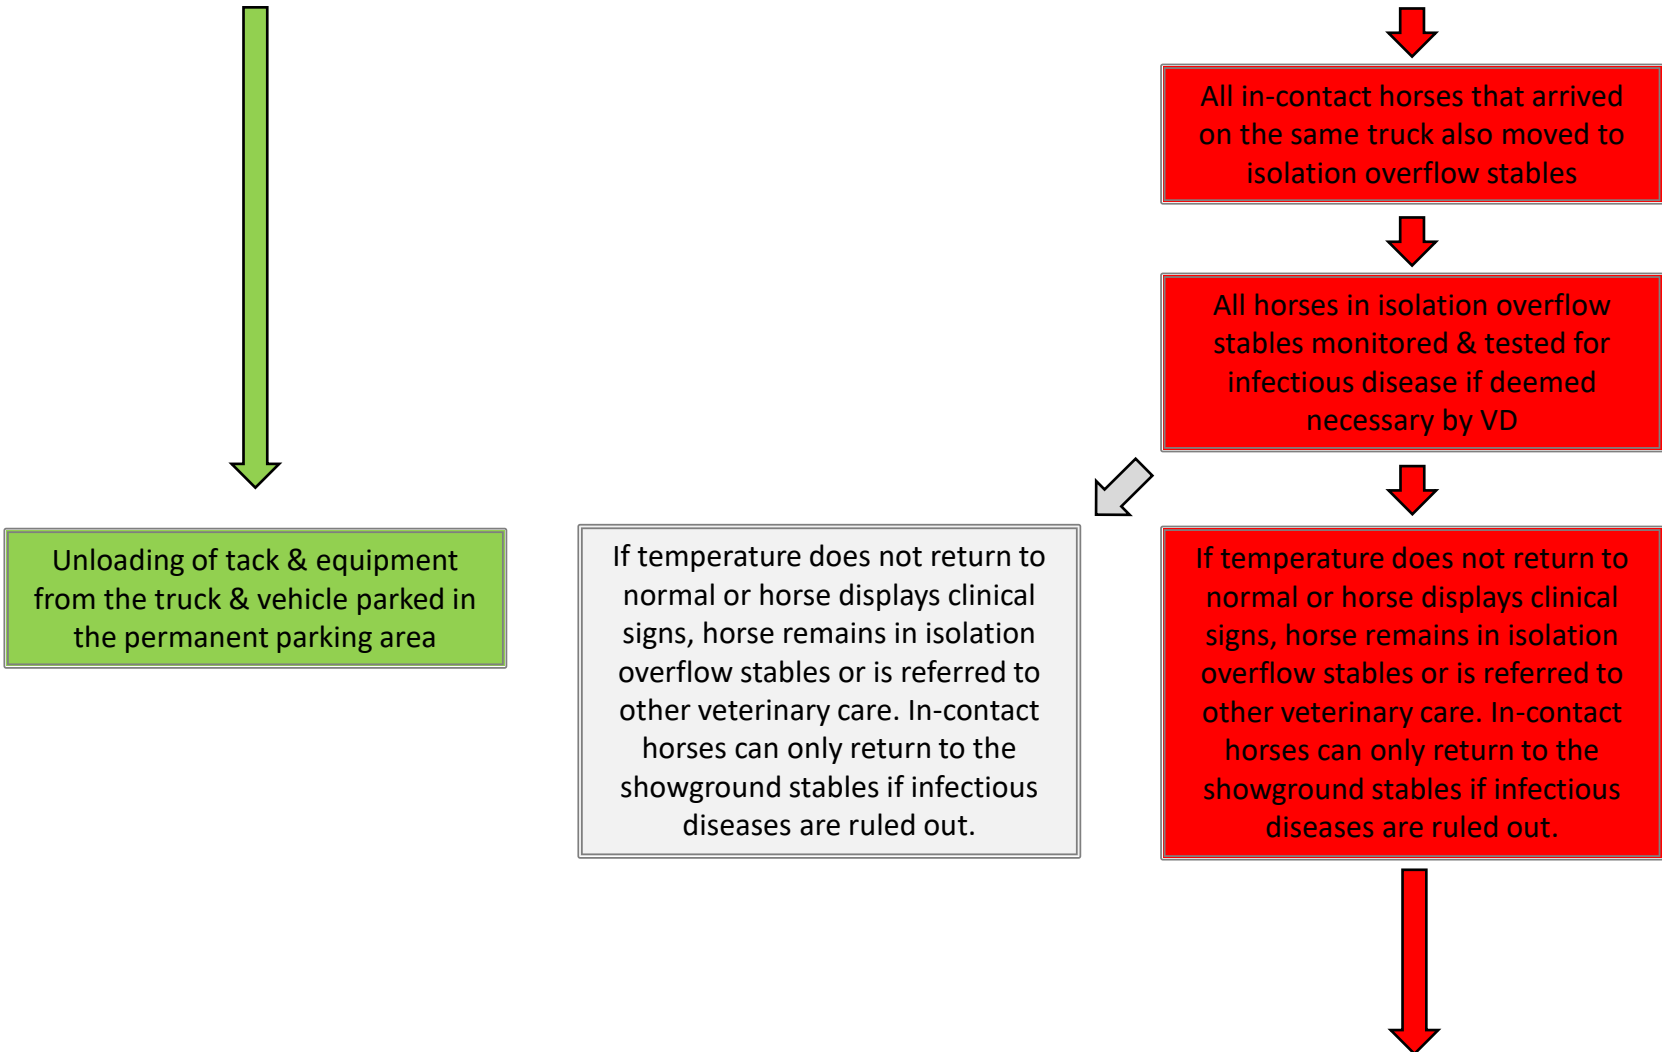 All in-contact horses that arrived
on the same truck also moved to
isolation overflow stables
All horses in isolation overflow
stables monitored & tested for
infectious disease if deemed
necessary by VD
Unloading of tack & equipment
from the truck & vehicle parked in
the permanent parking area
If temperature does not return to
normal or horse displays clinical
signs, horse remains in isolation
overflow stables or is referred to
other veterinary care. In-contact
horses can only return to the
showground stables if infectious
diseases are ruled out.
If temperature does not return to
normal or horse displays clinical
signs, horse remains in isolation
overflow stables or is referred to
other veterinary care. In-contact
horses can only return to the
showground stables if infectious
diseases are ruled out.